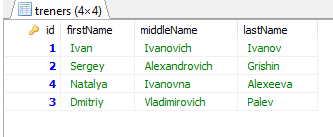 treners (4×4)
id firstName middleName lastName
1 Ivan Ivanovich Ivanov
2 Sergey Alexandrovich Grishin
4 Natalya Ivanovna Alexeeva
3 Dmitriy Vladimirovich Palev